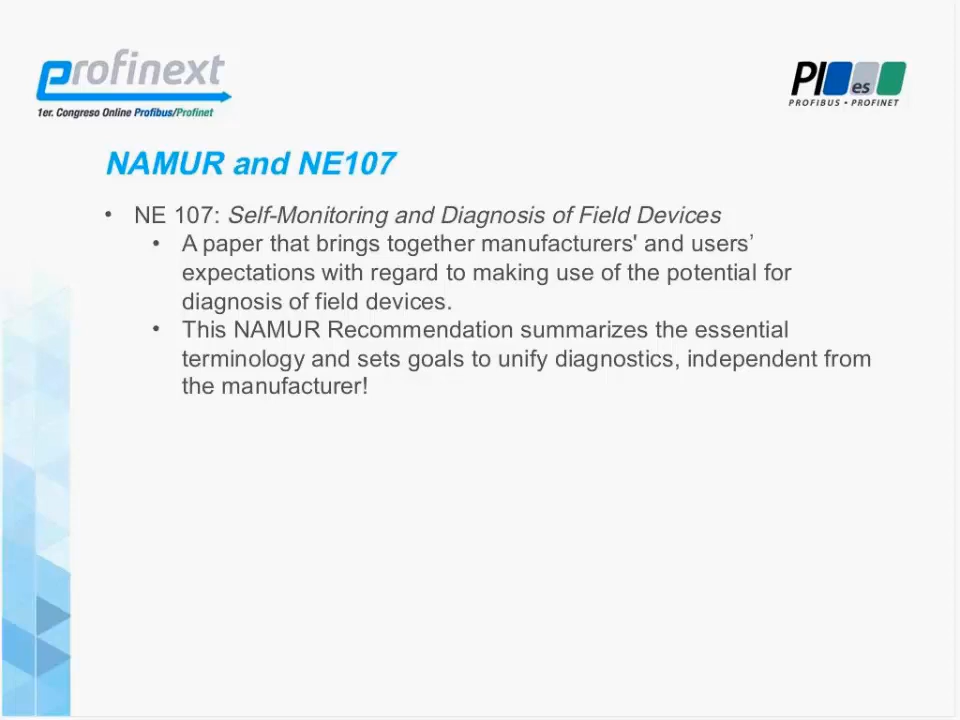 profinext
1er. Congreso Online Profibus/Profinet
PI es
PROFIBUS • PROFINET
NAMUR and NE107
• NE 107: Self-Monitoring and Diagnosis of Field Devices
• A paper that brings together manufacturers' and users’
expectations with regard to making use of the potential for
diagnosis of field devices.
• This NAMUR Recommendation summarizes the essential
terminology and sets goals to unify diagnostics, independent from
the manufacturer!